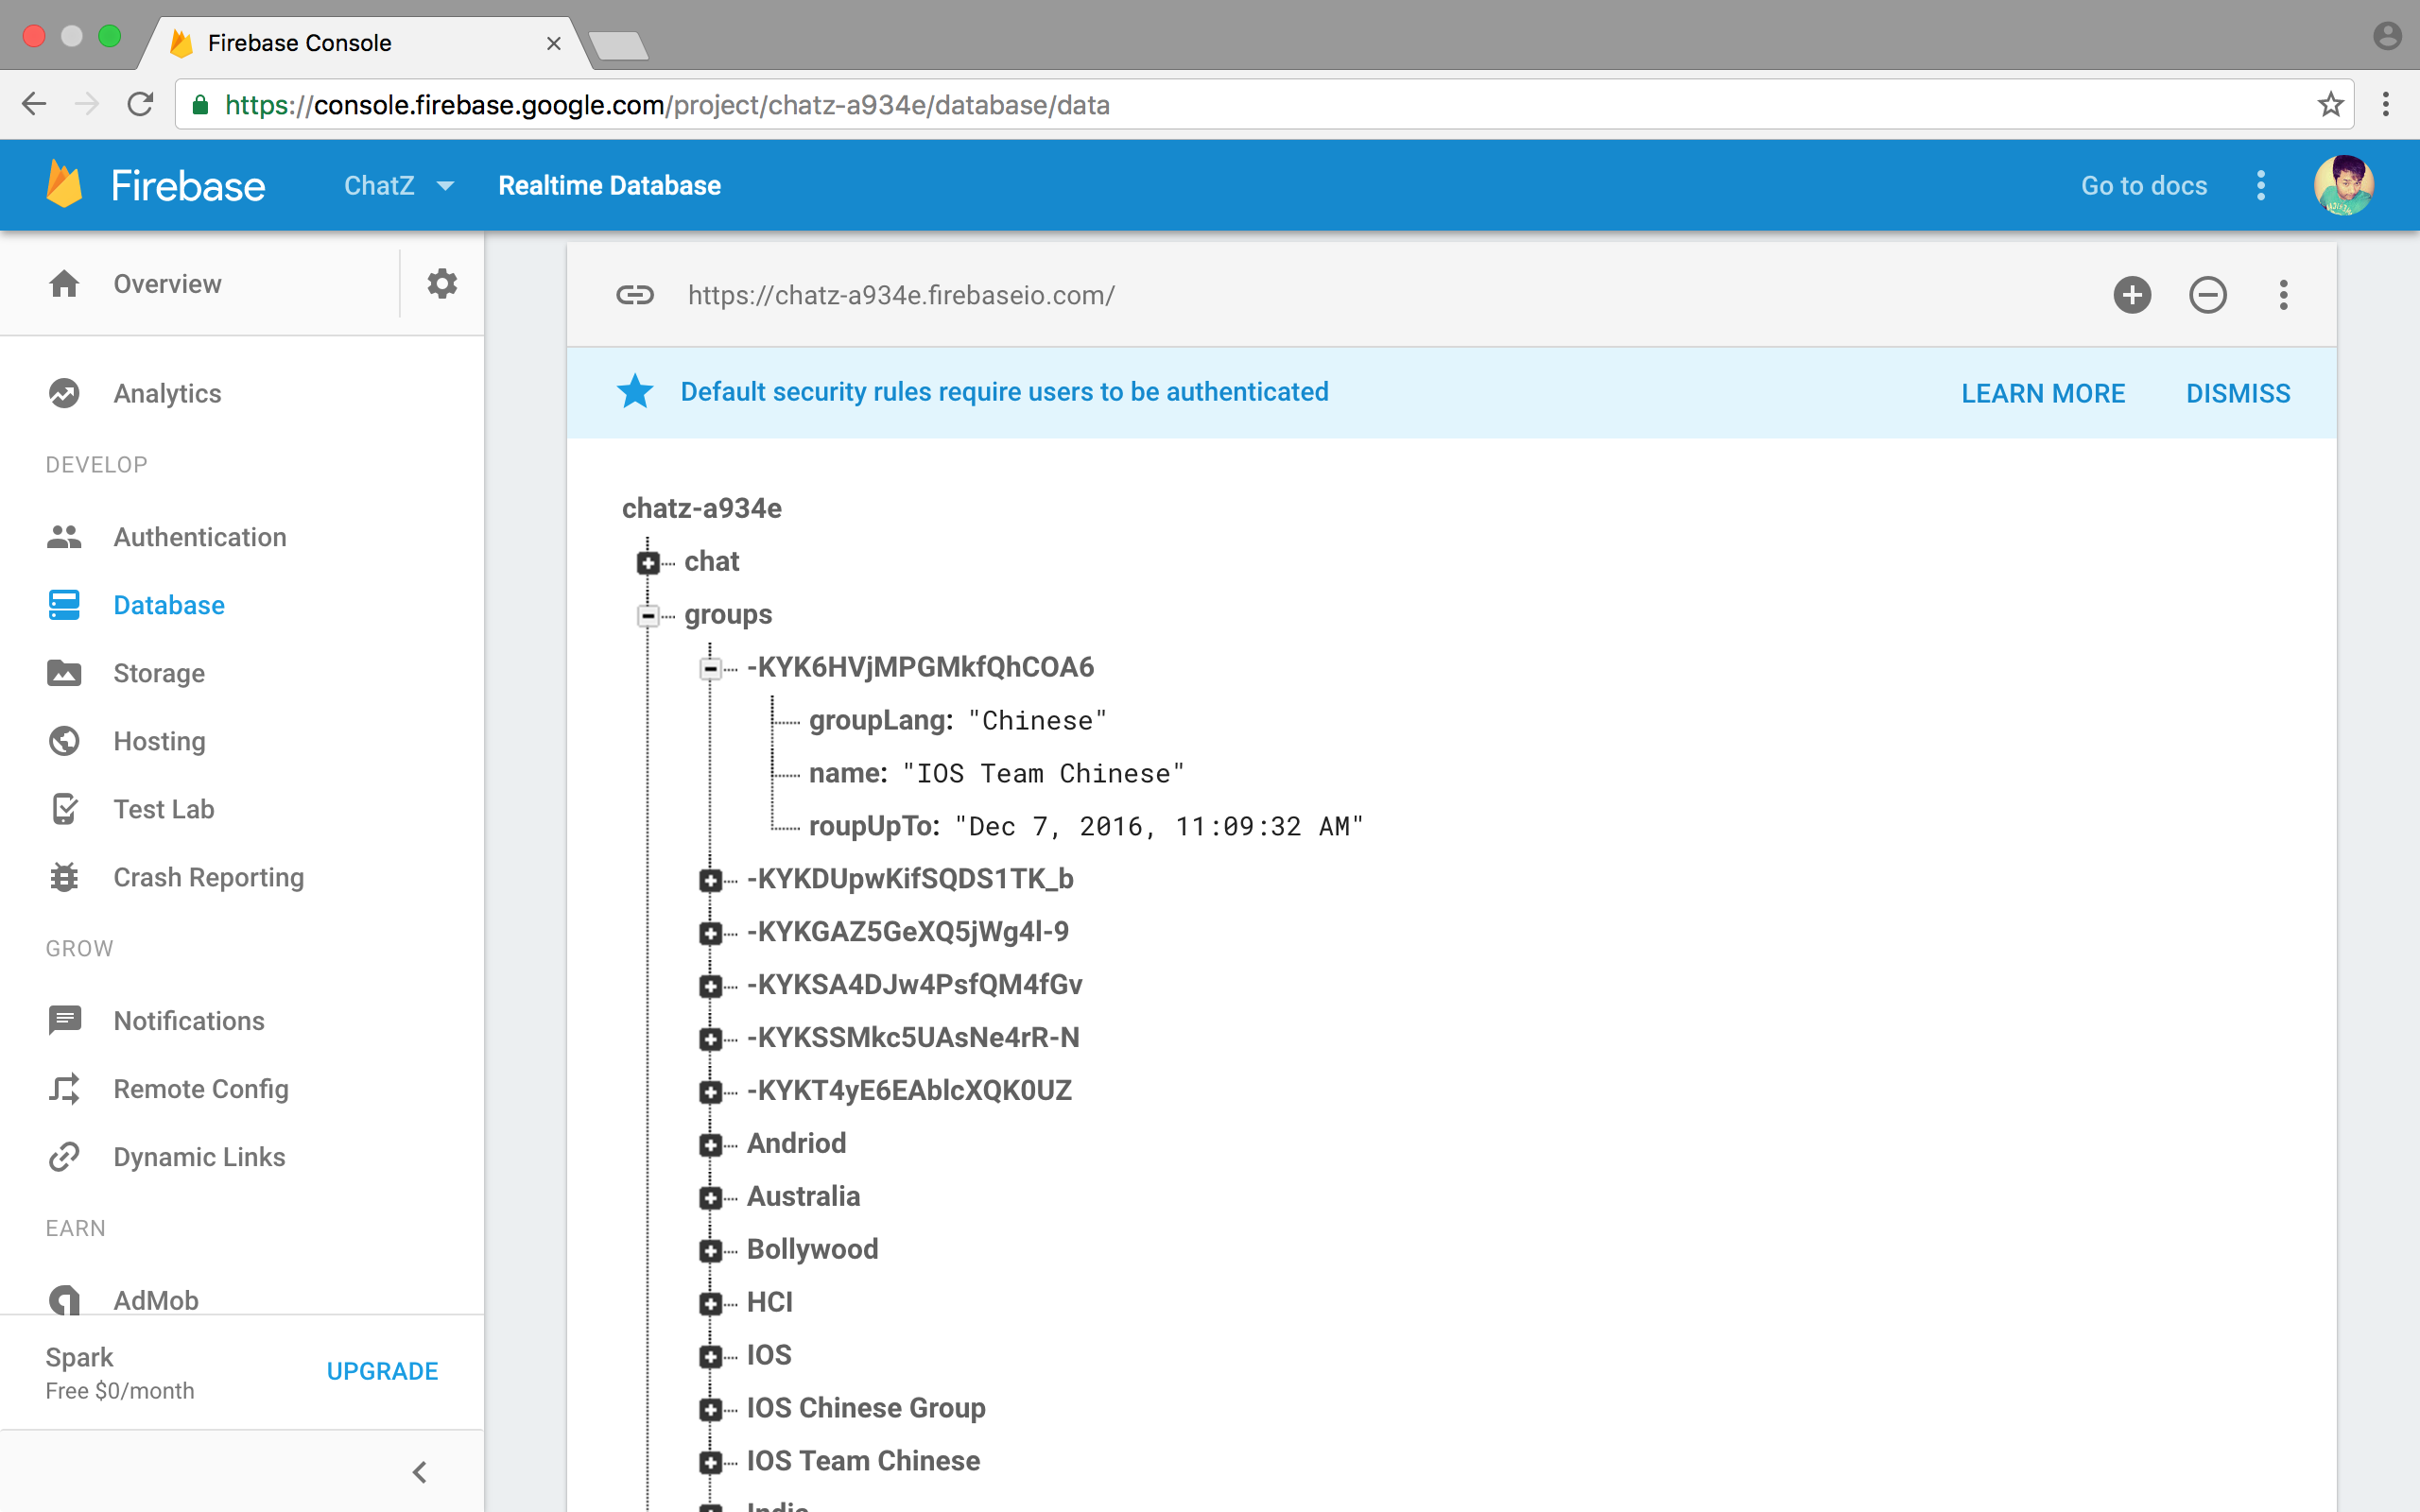 Firebase Console
https://console.firebase.google.com/project/chatz-a934e/database/data
Firebase
ChatZ
Realtime Database
Go to docs
Overview
Analytics
DEVELOP
Authentication
Database
Storage
Hosting
Test Lab
Crash Reporting
GROW
Notifications
Remote Config
Dynamic Links
EARN
AdMob
Spark
Free $0/month
UPGRADE
https://chatz-a934e.firebaseio.com/
Default security rules require users to be authenticated
LEARN MORE
DISMISS
chatz-a934e
chat
groups
-KYK6HVjMPGMkfQhCOA6
groupLang: "Chinese"
name: "IOS Team Chinese"
roupUpTo: "Dec 7, 2016, 11:09:32 AM"
-KYKDUpwKifSQDS1TK_b
-KYKGAZ5GeXQ5jWg4l-9
-KYKSA4DJw4PsfQM4fGv
-KYKSSMkc5UAsNe4rR-N
-KYKT4yE6EAblcXQK0UZ
Andriod
Australia
Bollywood
HCI
IOS
IOS Chinese Group
IOS Team Chinese